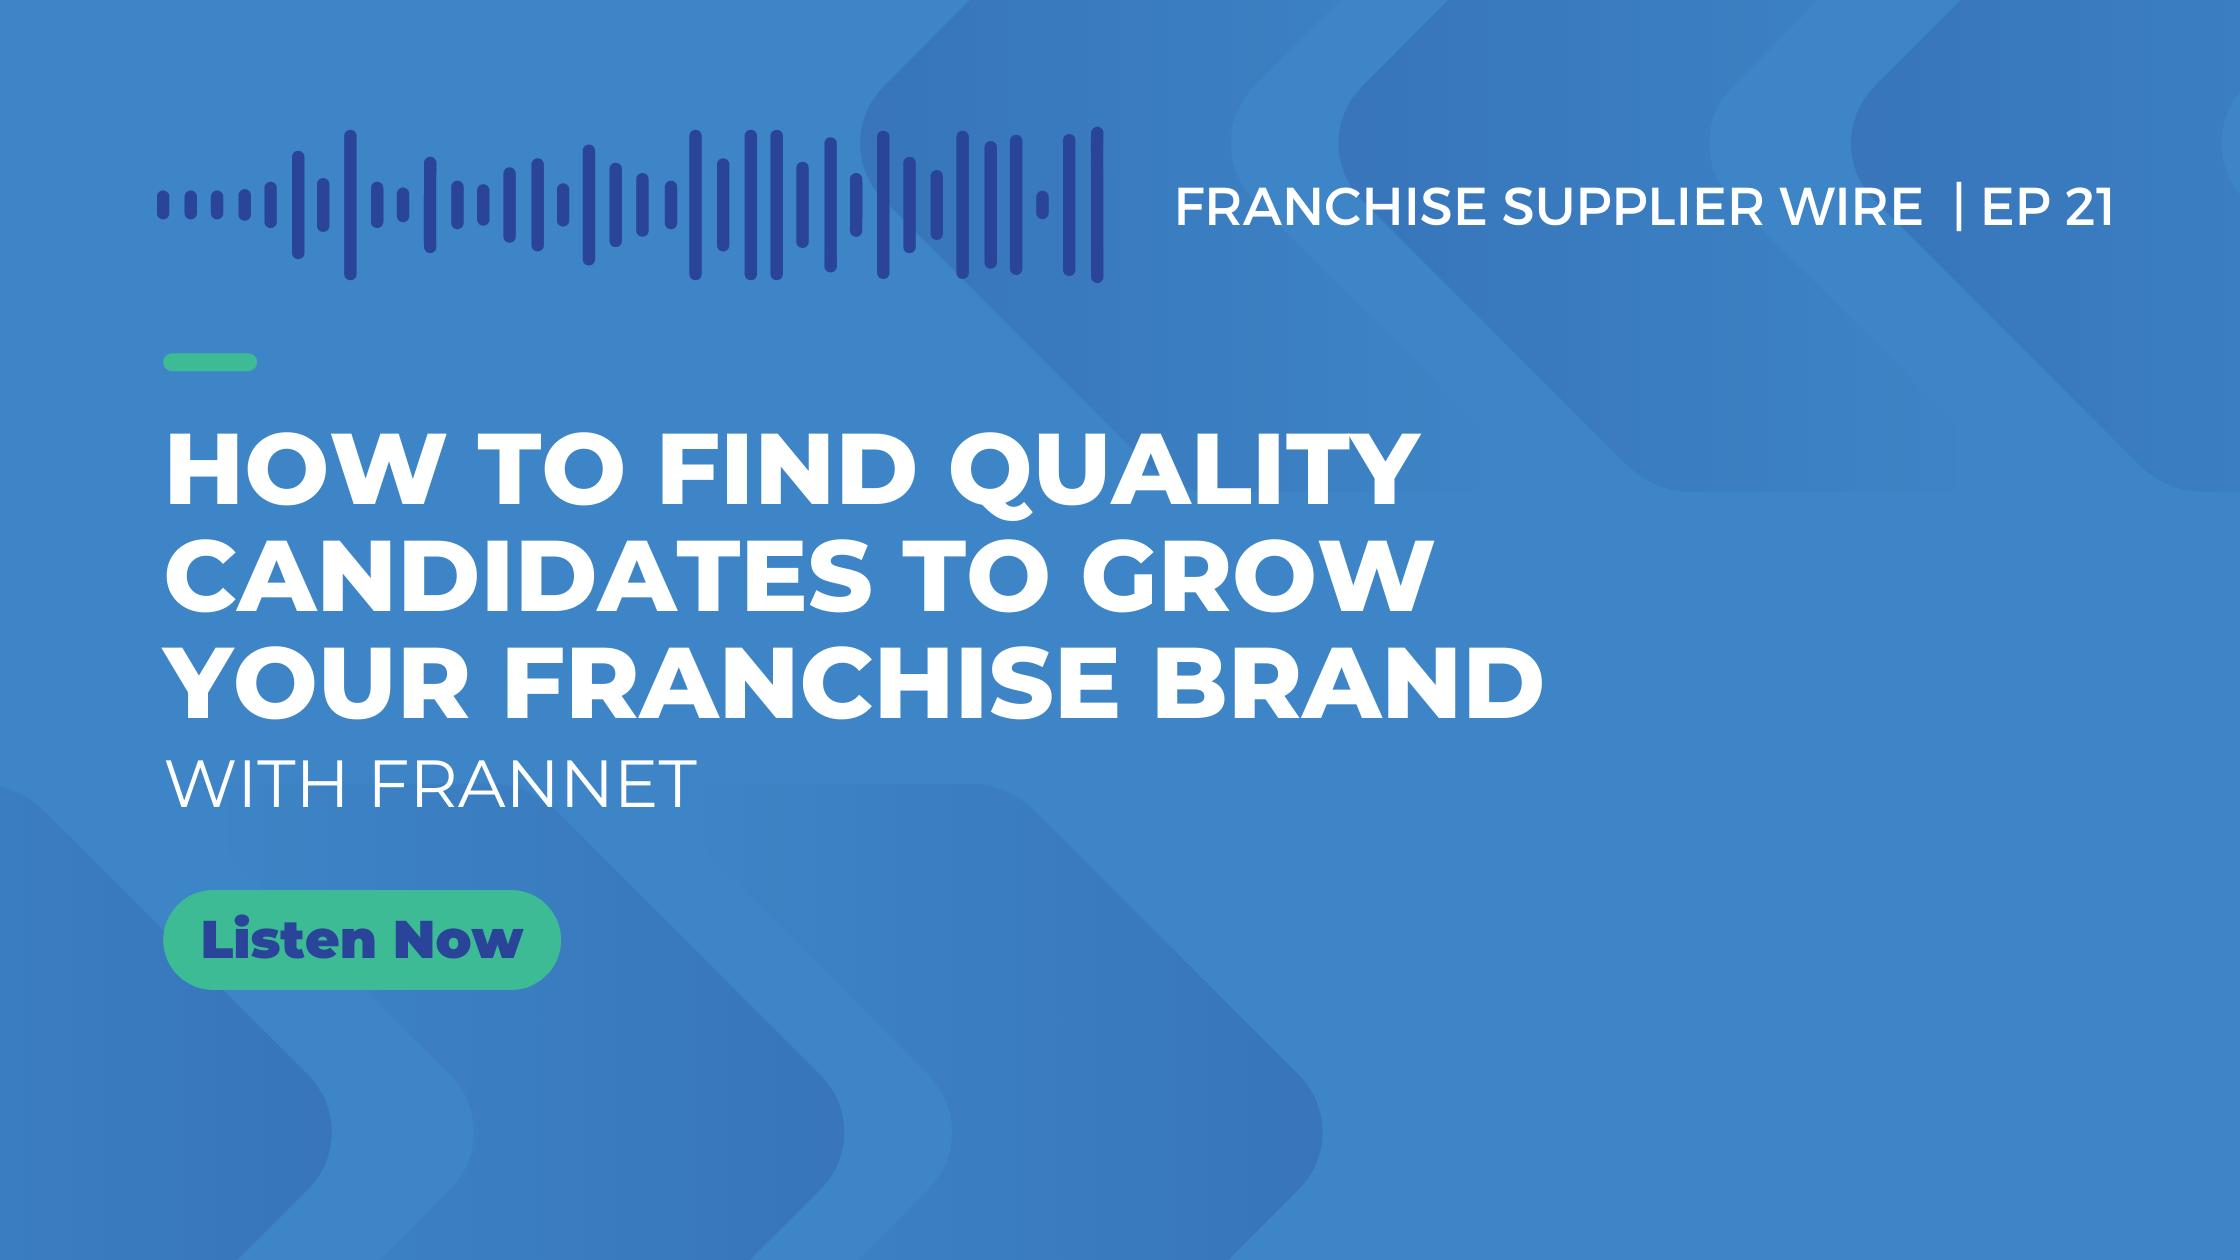 FRANCHISE SUPPLIER WIRE | EP 21
HOW TO FIND QUALITY
CANDIDATES TO GROW
YOUR FRANCHISE BRAND
WITH FRANNET
Listen Now